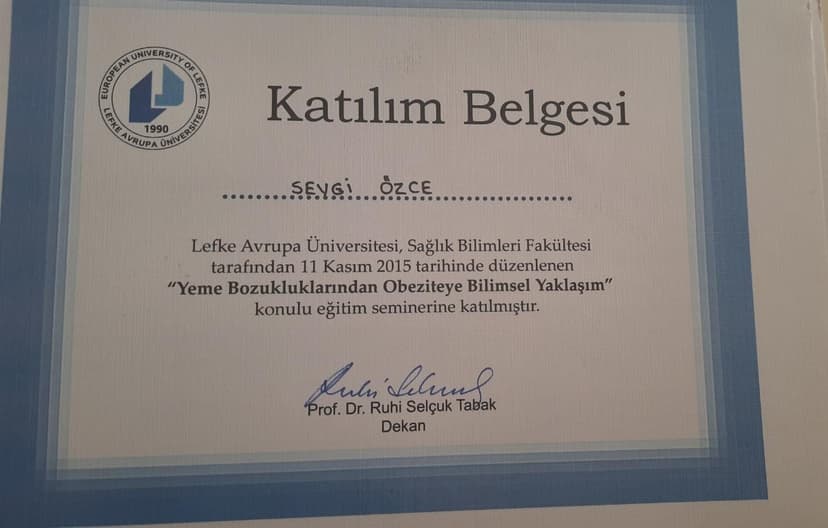 EUROPEAN UNIVERSITY OF LEFKE
LEFKE AVRUPA ÜNİVERSİTESİ
1990
Katılım Belgesi
SEVGİ ÖZCE
Lefke Avrupa Üniversitesi, Sağlık Bilimleri Fakültesi
tarafından 11 Kasım 2015 tarihinde düzenlenen
“Yeme Bozukluklarından Obeziteye Bilimsel Yaklaşım”
konulu eğitim seminerine katılmıştır.
Ruhi Selçuk
Prof. Dr. Ruhi Selçuk Tabak
Dekan